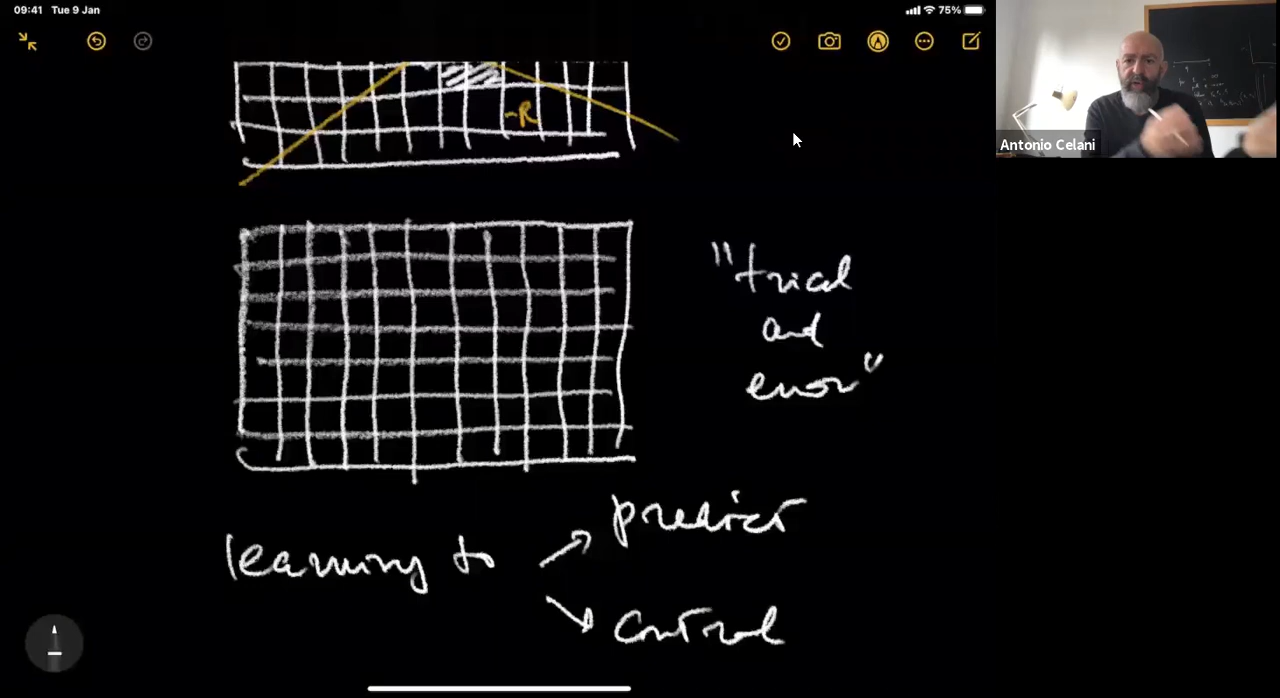 09:41 Tue 9 Jan
75%
Antonio Celani
-R
"trial
and
error"
learning to
predict
control